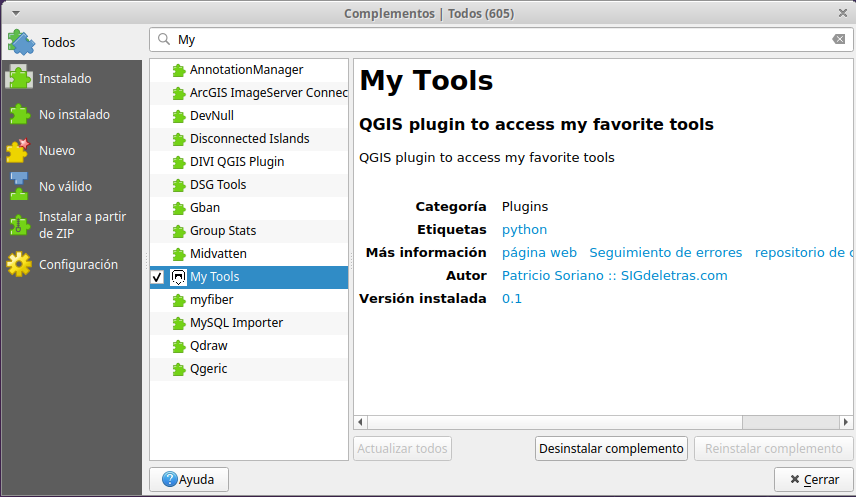 Complementos | Todos (605)
Todos
Instalado
No instalado
Nuevo
No válido
Instalar a partir
de ZIP
Configuración
My
AnnotationManager
ArcGIS ImageServer Connec
DevNull
Disconnected Islands
DIVI QGIS Plugin
DSG Tools
Gban
Group Stats
Midvatten
My Tools
myfiber
MySQL Importer
Qdraw
Qgeric
My Tools
QGIS plugin to access my favorite tools
QGIS plugin to access my favorite tools
Categoría Plugins
Etiquetas python
Más información página web Seguimiento de errores repositorio de c
Autor Patricio Soriano :: SIGdeletras.com
Versión instalada 0.1
Actualizar todos Desinstalar complemento Reinstalar complemento
Ayuda Cerrar